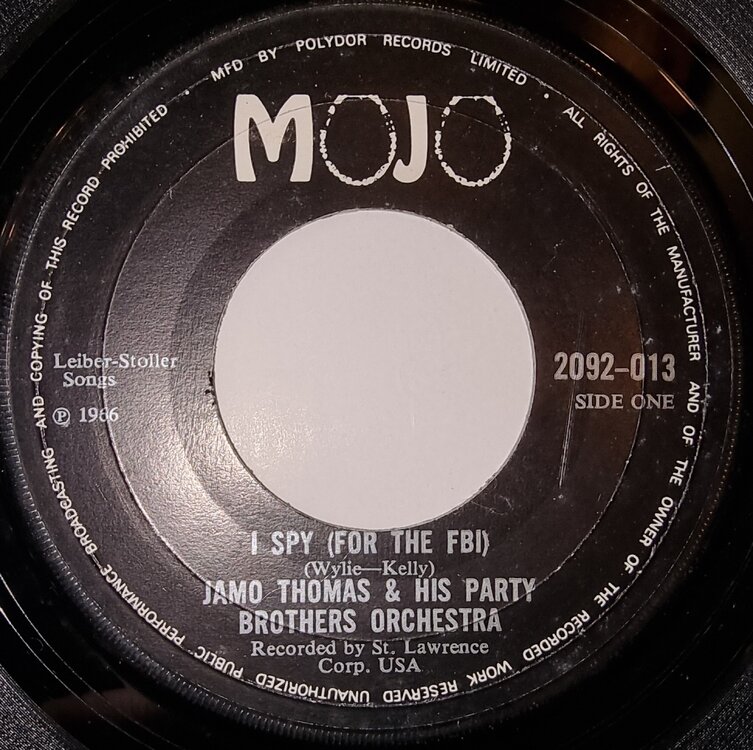 MFD BY POLYDOR RECORDS LIMITED • ALL RIGHTS OF THE MANUFACTURER AND OF THE OWNER OF THE RECORDED WORK RESERVED UNAUTHORIZED PUBLIC PERFORMANCE BROADCASTING AND COPYING OF THIS RECORD PROHIBITED •
MOJO
Leiber-Stoller
Songs
Ⓟ 1966
2092-013
SIDE ONE
I SPY (FOR THE FBI)
(Wylie—Kelly)
JAMO THOMAS & HIS PARTY
BROTHERS ORCHESTRA
Recorded by St. Lawrence
Corp. USA